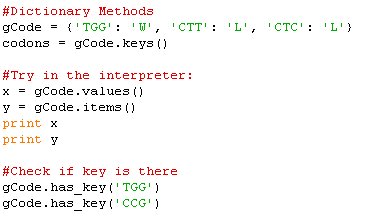 #Dictionary Methods
gCode = {'TGG': 'W', 'CTT': 'L', 'CTC': 'L'}
codons = gCode.keys()
#Try in the interpreter:
x = gCode.values()
y = gCode.items()
print x
print y
#Check if key is there
gCode.has_key('TGG')
gCode.has_key('CCG')